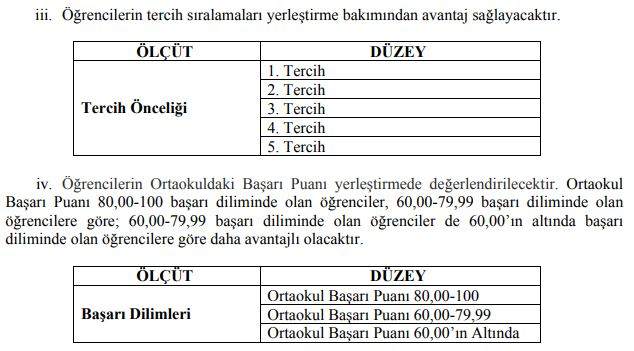 iii. Öğrencilerin tercih sıralamaları yerleştirme bakımından avantaj sağlayacaktır.
ÖLÇÜT DÜZEY
Tercih Önceliği
1. Tercih
2. Tercih
3. Tercih
4. Tercih
5. Tercih
iv. Öğrencilerin Ortaokuldaki Başarı Puanı yerleştirmede değerlendirilecektir. Ortaokul
Başarı Puanı 80,00-100 başarı diliminde olan öğrenciler, 60,00-79,99 başarı diliminde olan
öğrencilere göre; 60,00-79,99 başarı diliminde olan öğrenciler de 60,00’ın altında başarı
diliminde olan öğrencilere göre daha avantajlı olacaktır.
ÖLÇÜT DÜZEY
Başarı Dilimleri
Ortaokul Başarı Puanı 80,00-100
Ortaokul Başarı Puanı 60,00-79,99
Ortaokul Başarı Puanı 60,00’ın Altında